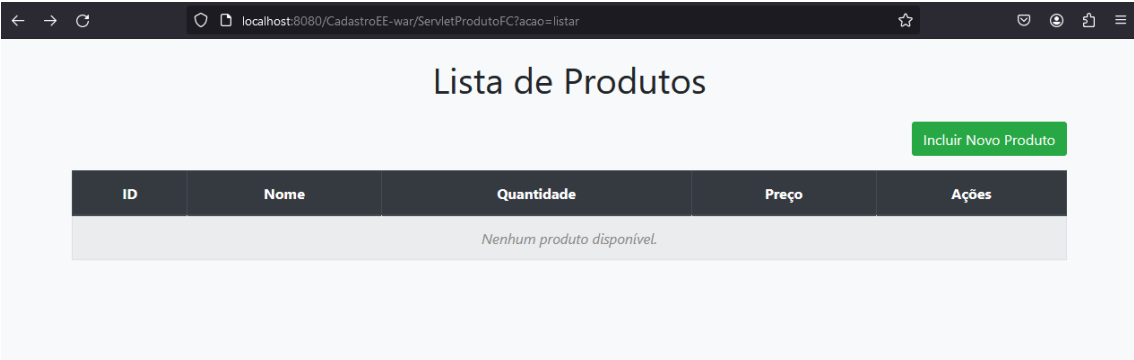 localhost:8080/CadastroEE-war/ServletProdutoFC?acao=listar
Lista de Produtos
Incluir Novo Produto
ID Nome Quantidade Preço Ações
Nenhum produto disponível.